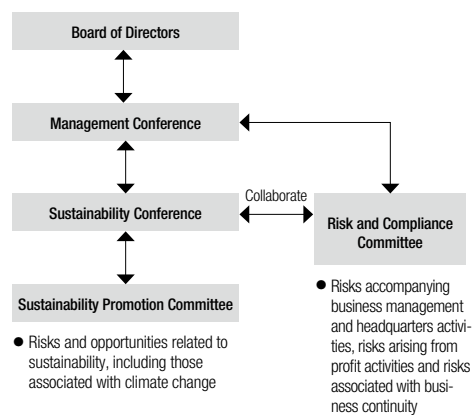 Board of Directors
Management Conference
Collaborate
Sustainability Conference
Risk and Compliance
Committee
Sustainability Promotion Committee
● Risks and opportunities related to
sustainability, including those
associated with climate change
● Risks accompanying
business management
and headquarters activi-
ties, risks arising from
profit activities and risks
associated with busi-
ness continuity